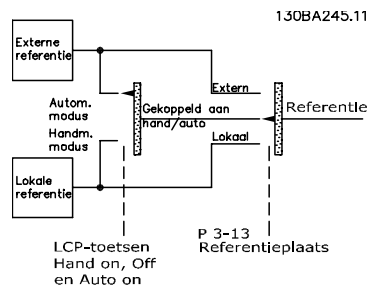 130BA245.11
Externe
referentie
Autom.
modus
Handm.
modus
Extern
Gekoppeld aan
hand/auto
Lokaal
Referentie
Lokale
referentie
LCP-toetsen
Hand on, Off
en Auto on
P 3-13
Referentieplaats